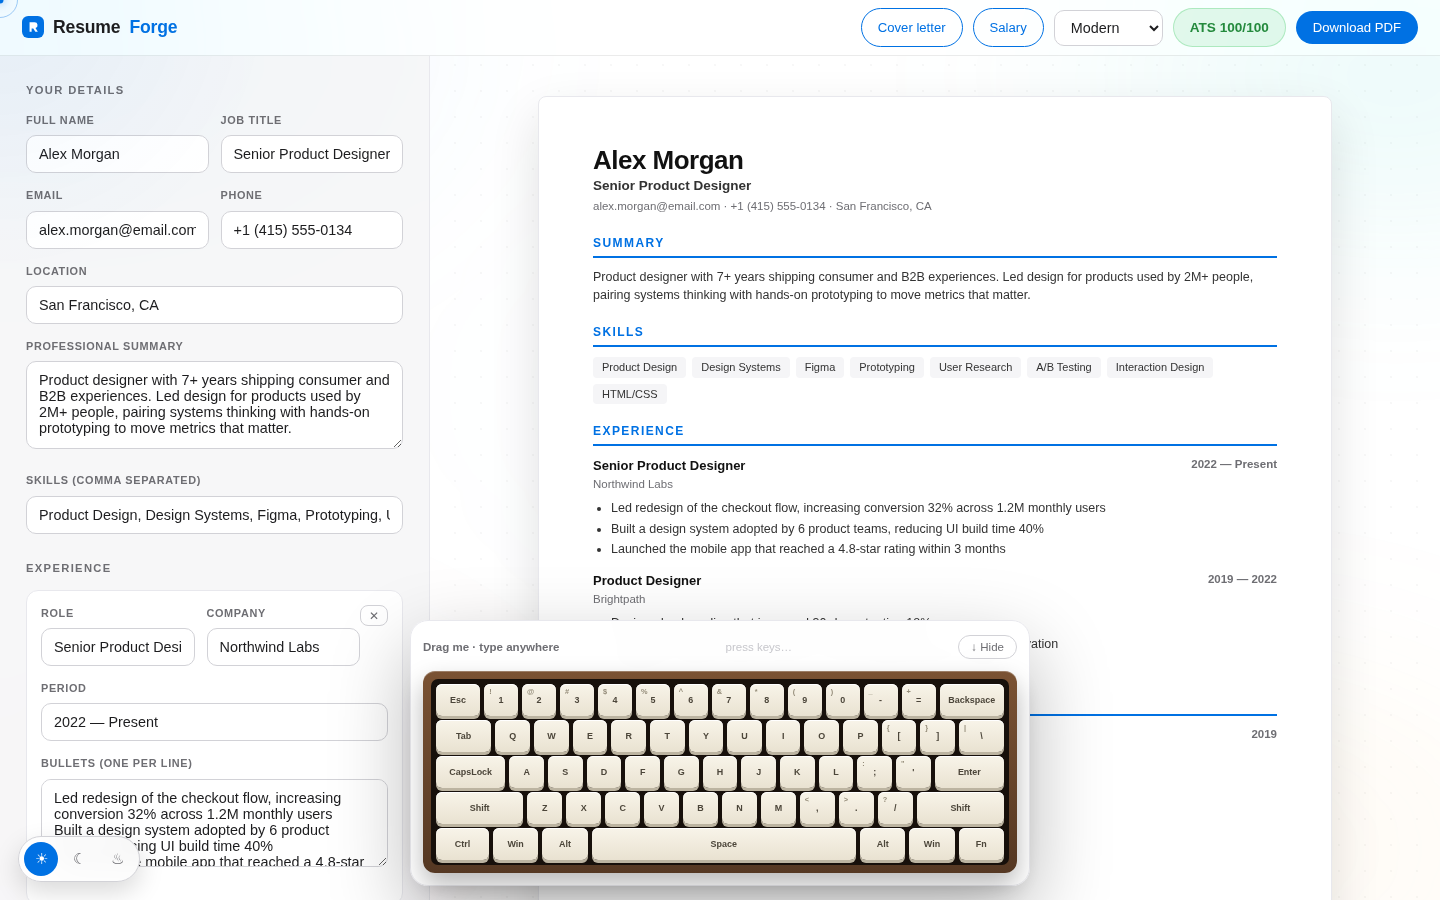 Resume Forge
Cover letter
Salary
Modern
ATS 100/100
Download PDF
YOUR DETAILS
FULL NAME
JOB TITLE
Alex Morgan
Senior Product Designer
EMAIL
PHONE
alex.morgan@email.com
+1 (415) 555-0134
LOCATION
San Francisco, CA
PROFESSIONAL SUMMARY
Product designer with 7+ years shipping consumer and
B2B experiences. Led design for products used by
2M+ people, pairing systems thinking with hands-on
prototyping to move metrics that matter.
SKILLS (COMMA SEPARATED)
Product Design, Design Systems, Figma, Prototyping,
EXPERIENCE
ROLE
COMPANY
✕
Senior Product Desi
Northwind Labs
PERIOD
2022 — Present
BULLETS (ONE PER LINE)
Led redesign of the checkout flow, increasing
conversion 32% across 1.2M monthly users
Built a design system adopted by 6 product
UI build time 40%
mobile app that reached a 4.8-star
Alex Morgan
Senior Product Designer
alex.morgan@email.com · +1 (415) 555-0134 · San Francisco, CA
SUMMARY
Product designer with 7+ years shipping consumer and B2B experiences. Led design for products used by 2M+ people,
pairing systems thinking with hands-on prototyping to move metrics that matter.
SKILLS
Product Design
Design Systems
Figma
Prototyping
User Research
A/B Testing
Interaction Design
HTML/CSS
EXPERIENCE
Senior Product Designer
2022 — Present
Northwind Labs
• Led redesign of the checkout flow, increasing conversion 32% across 1.2M monthly users
• Built a design system adopted by 6 product teams, reducing UI build time 40%
• Launched the mobile app that reached a 4.8-star rating within 3 months
Product Designer
2019 — 2022
Brightpath
2019
Drag me · type anywhere
press keys…
↓ Hide
Esc ! 1 @ 2 # 3 $ 4 % 5 ^ 6 & 7 * 8 ( 9 ) 0 _ - + = Backspace
Tab Q W E R T Y U I O P { [ } ] | \
CapsLock A S D F G H J K L : ; " ' Enter
Shift Z X C V B N M < , > . ? / Shift
Ctrl Win Alt Space Alt Win Fn